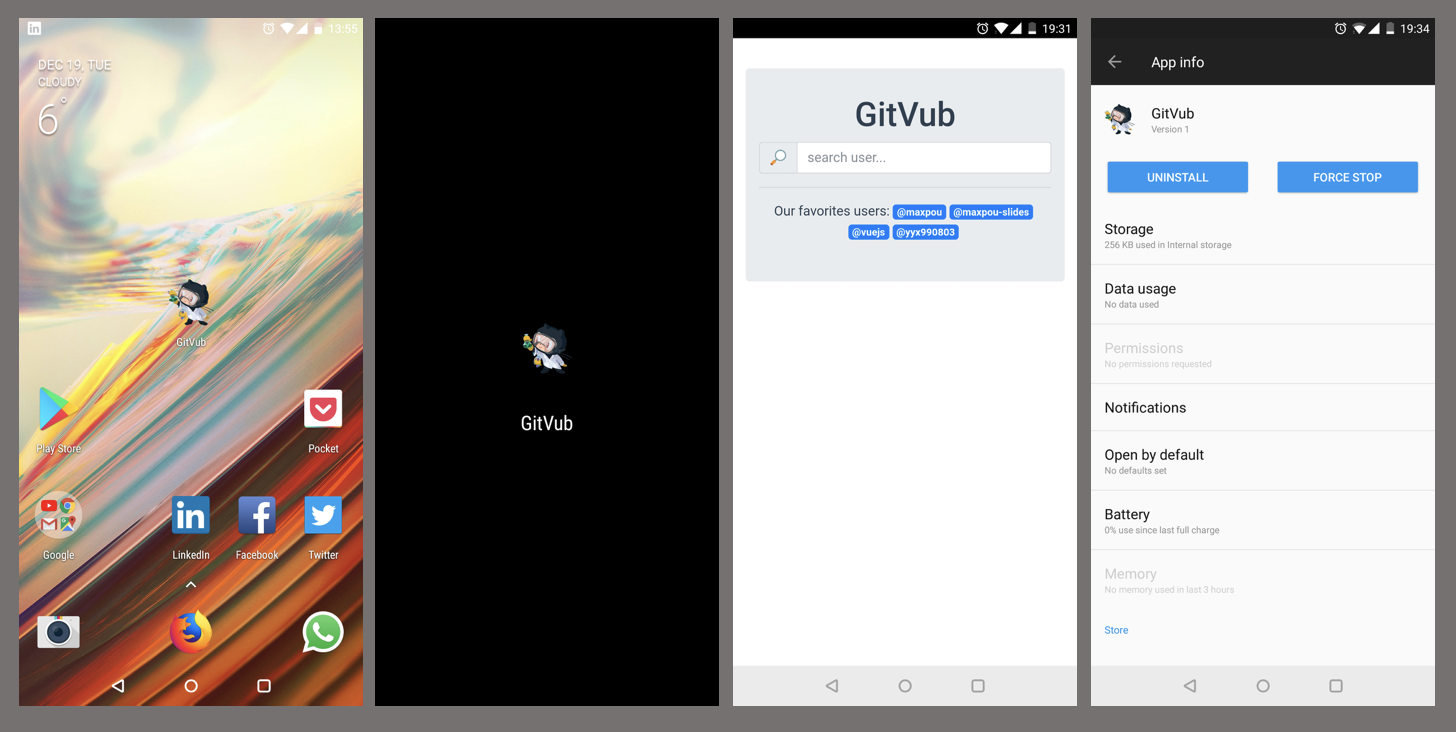 in
13:55
DEC 19, TUE
CLOUDY
6°
GitVub
Play Store
Pocket
in
f
Google
LinkedIn
Facebook
Twitter
GitVub
19:31
GitVub
search user...
Our favorites users: @maxpou @maxpou-slides
@vuejs @yyx990803
19:34
App info
GitVub
Version 1
UNINSTALL
FORCE STOP
Storage
256 KB used in Internal storage
Data usage
No data used
Permissions
No permissions requested
Notifications
Open by default
No defaults set
Battery
0% use since last full charge
Memory
No memory used in last 3 hours
Store